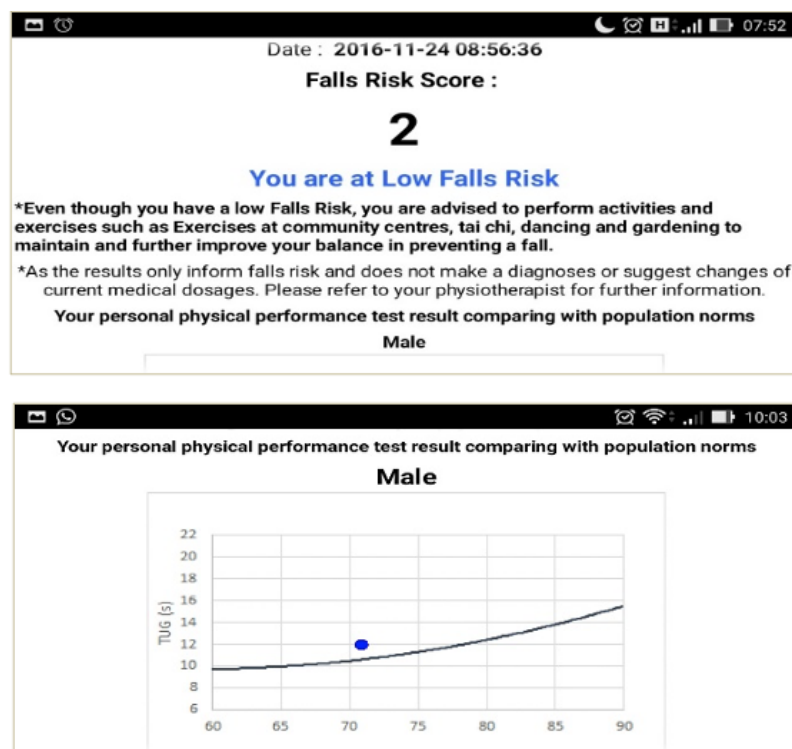 07:52
Date : 2016-11-24 08:56:36
Falls Risk Score :
2
You are at Low Falls Risk
*Even though you have a low Falls Risk, you are advised to perform activities and
exercises such as Exercises at community centres, tai chi, dancing and gardening to
maintain and further improve your balance in preventing a fall.
*As the results only inform falls risk and does not make a diagnoses or suggest changes of
current medical dosages. Please refer to your physiotherapist for further information.
Your personal physical performance test result comparing with population norms
Male
10:03
Your personal physical performance test result comparing with population norms
Male
22
20
18
16
14
12
10
8
6
TUG (s)
60 65 70 75 80 85 90